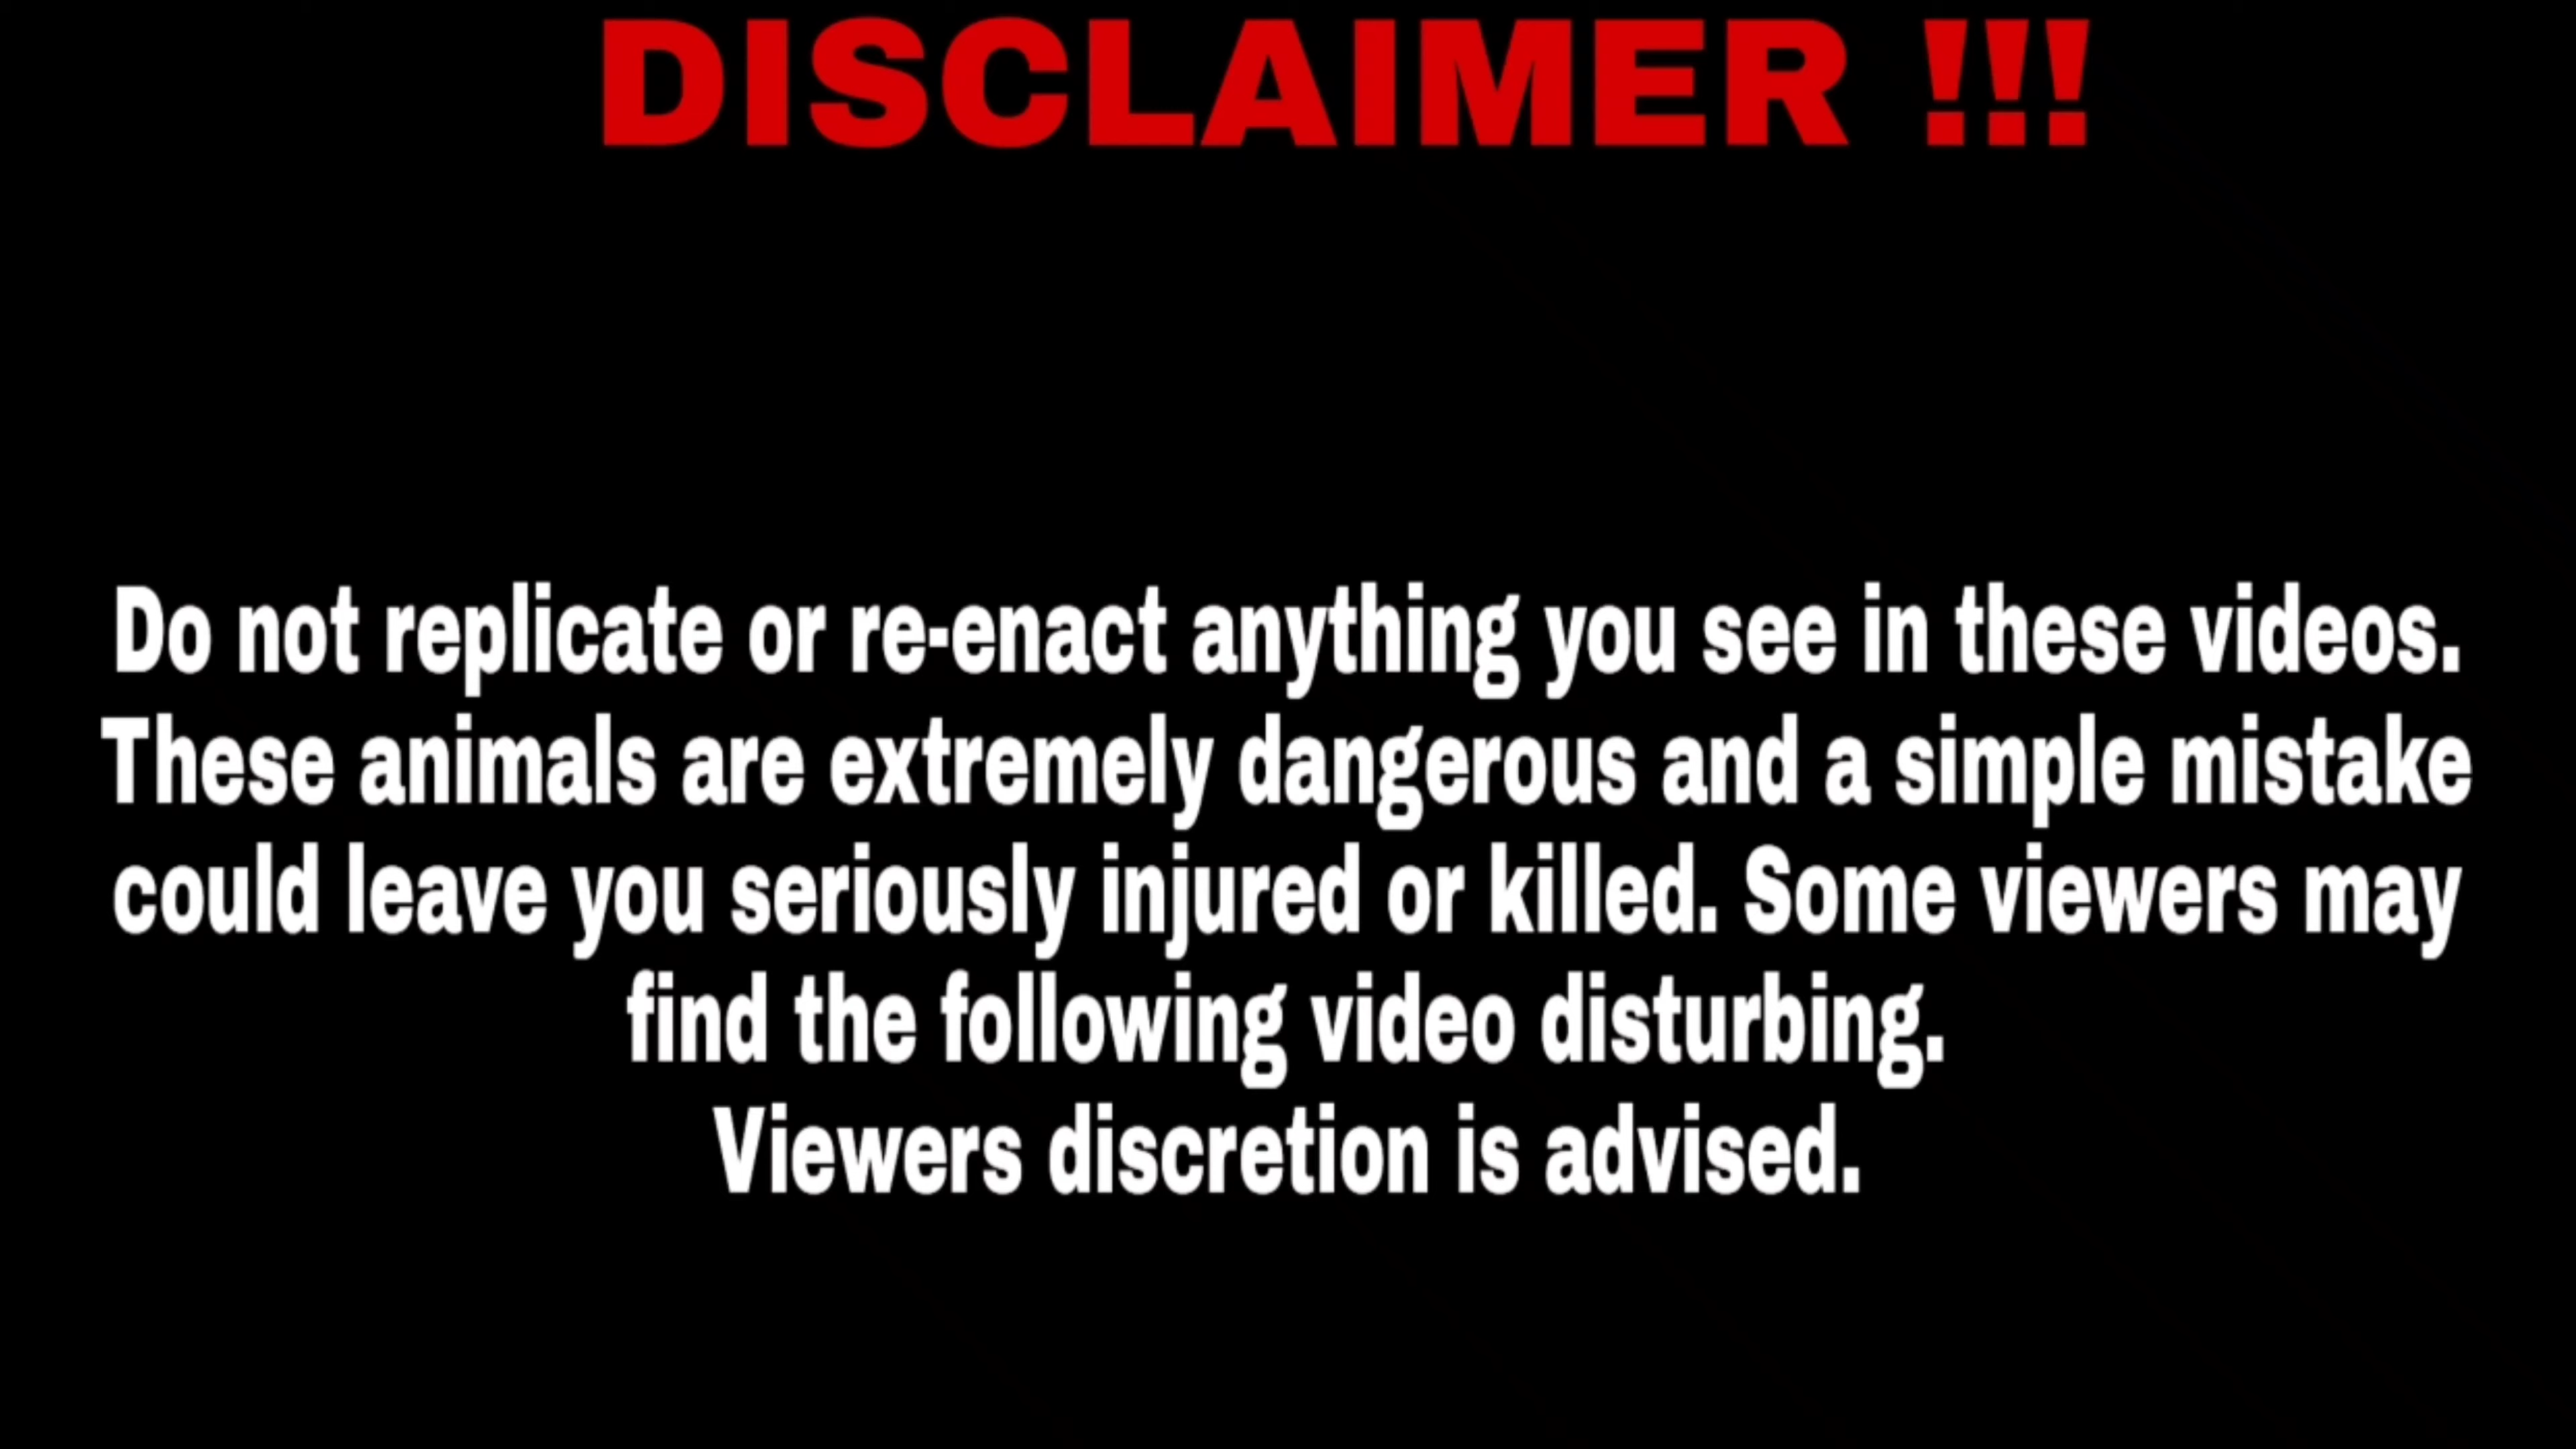 DISCLAIMER !!!
Do not replicate or re-enact anything you see in these videos.
These animals are extremely dangerous and a simple mistake
could leave you seriously injured or killed. Some viewers may
find the following video disturbing.
Viewers discretion is advised.